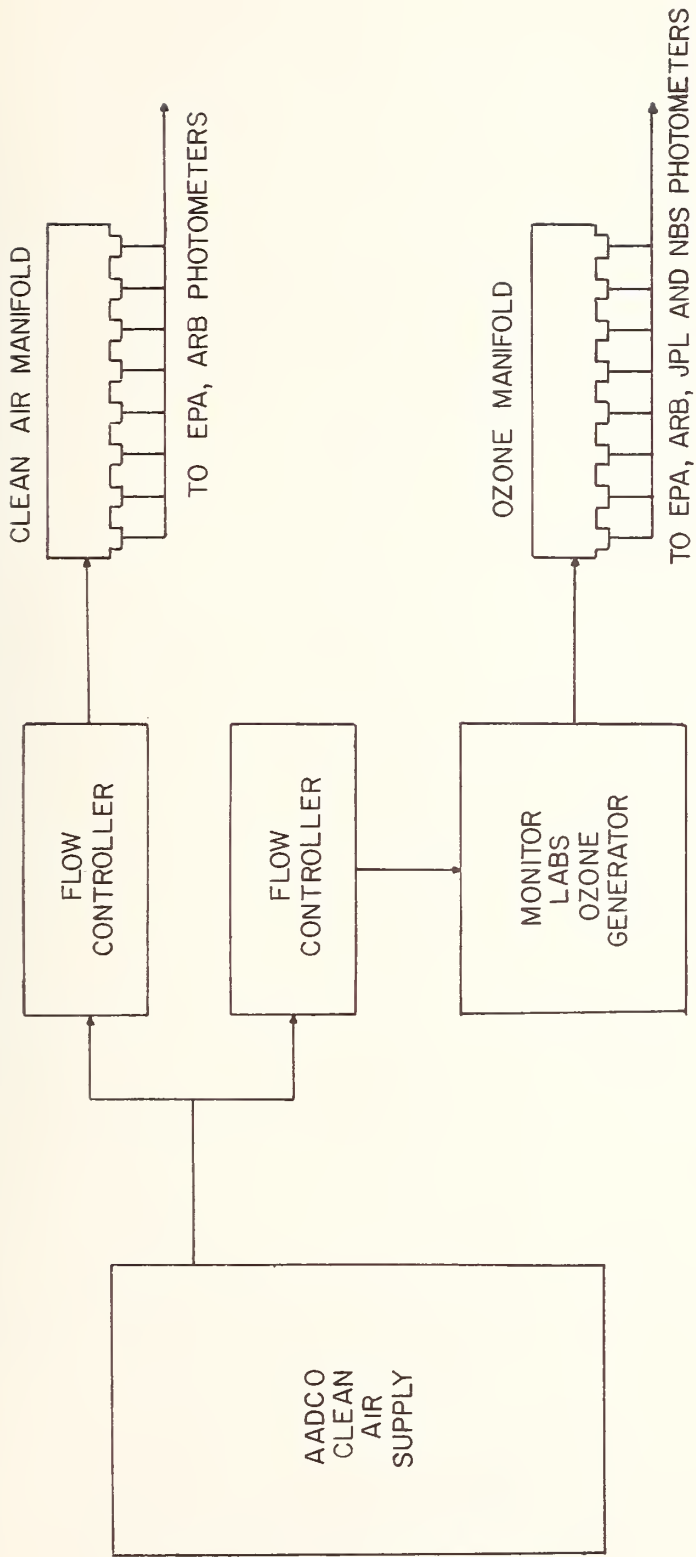 AADCO
CLEAN
AIR
SUPPLY
FLOW
CONTROLLER
FLOW
CONTROLLER
MONITOR
LABS
OZONE
GENERATOR
CLEAN AIR MANIFOLD
TO EPA, ARB PHOTOMETERS
OZONE MANIFOLD
TO EPA, ARB, JPL AND NBS PHOTOMETERS